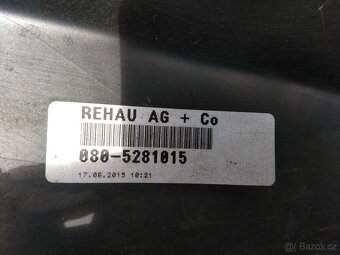 REHAU AG + Co
080-5281015
17.06.2015 10:21
bazos.cz